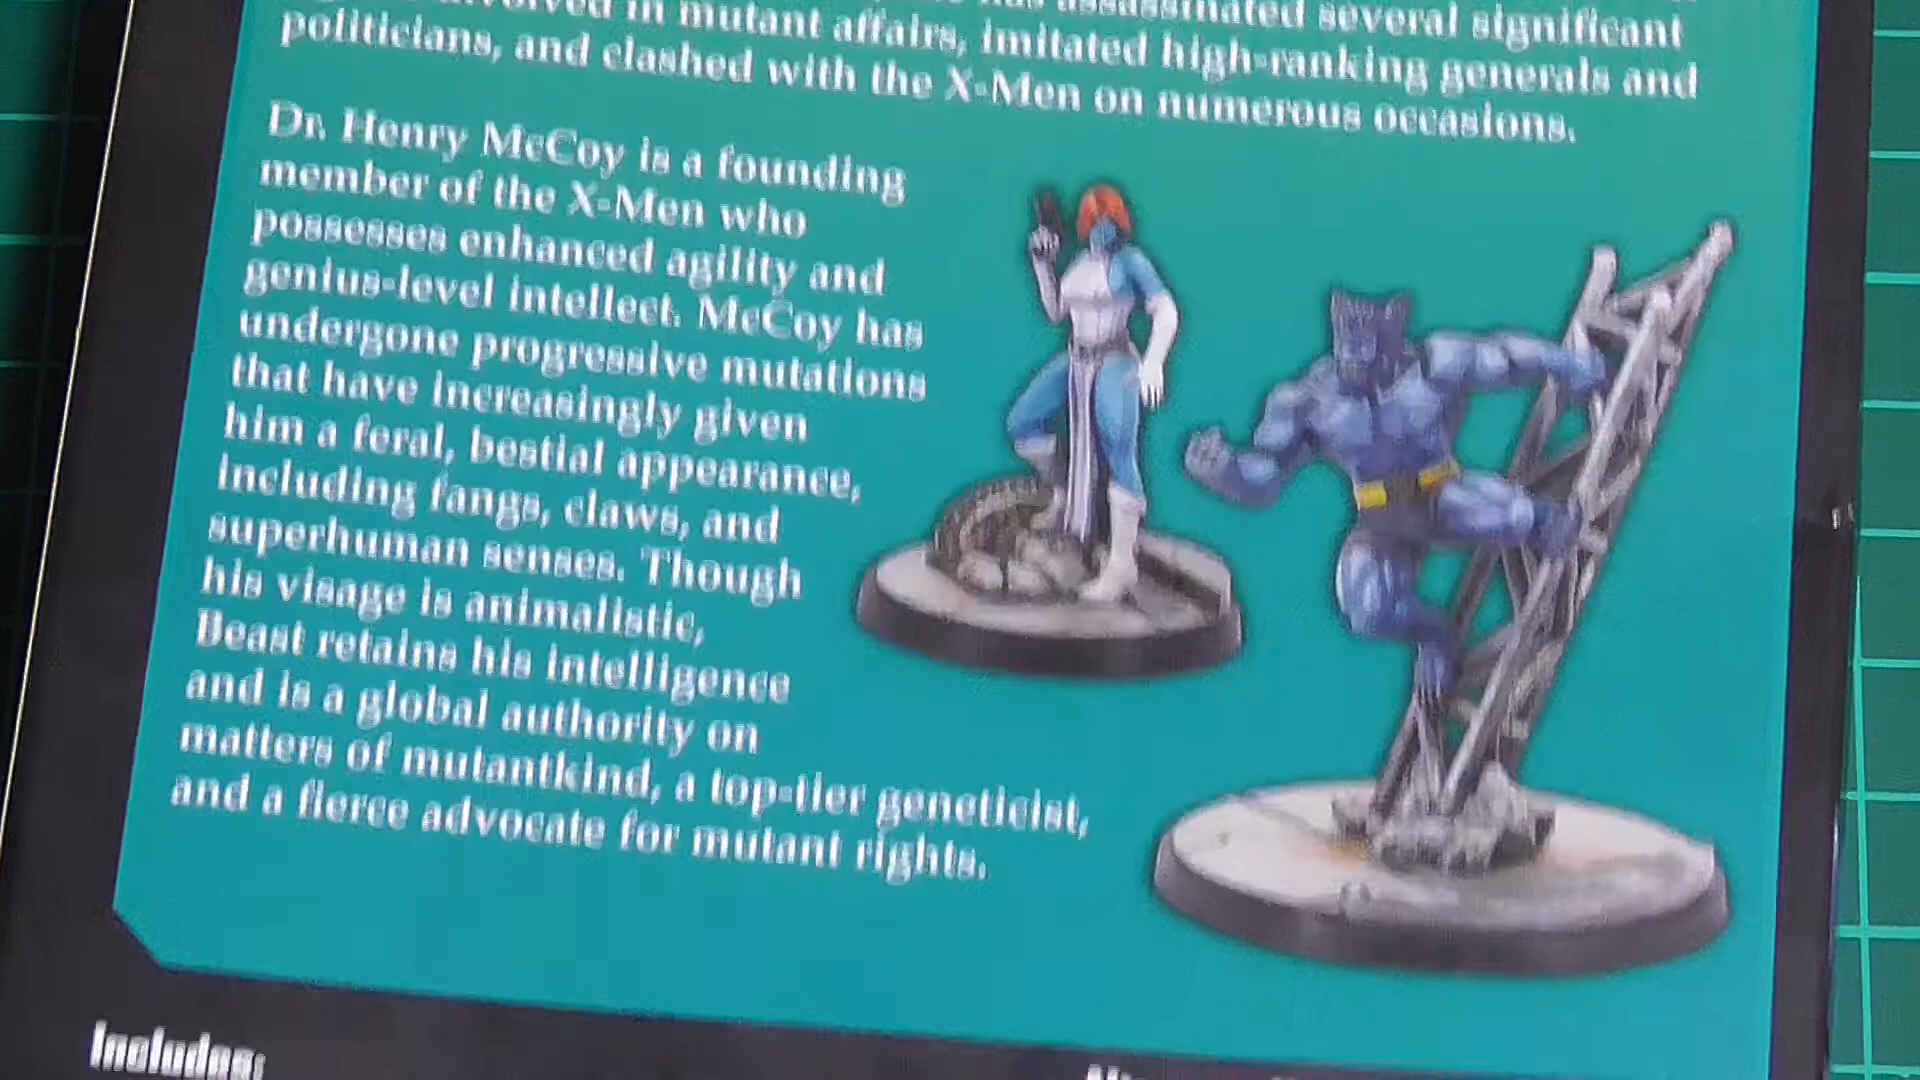 has assassinated several significant
involved in mutant affairs, imitated high-ranking generals and
politicians, and clashed with the X-Men on numerous occasions.
Dr. Henry McCoy is a founding
member of the X-Men who
possesses enhanced agility and
genius-level intellect. McCoy has
undergone progressive mutations
that have increasingly given
him a feral, bestial appearance,
including fangs, claws, and
superhuman senses. Though
his visage is animalistic,
Beast retains his intelligence
and is a global authority on
matters of mutantkind, a top-tier geneticist,
and a fierce advocate for mutant rights.
Includes: